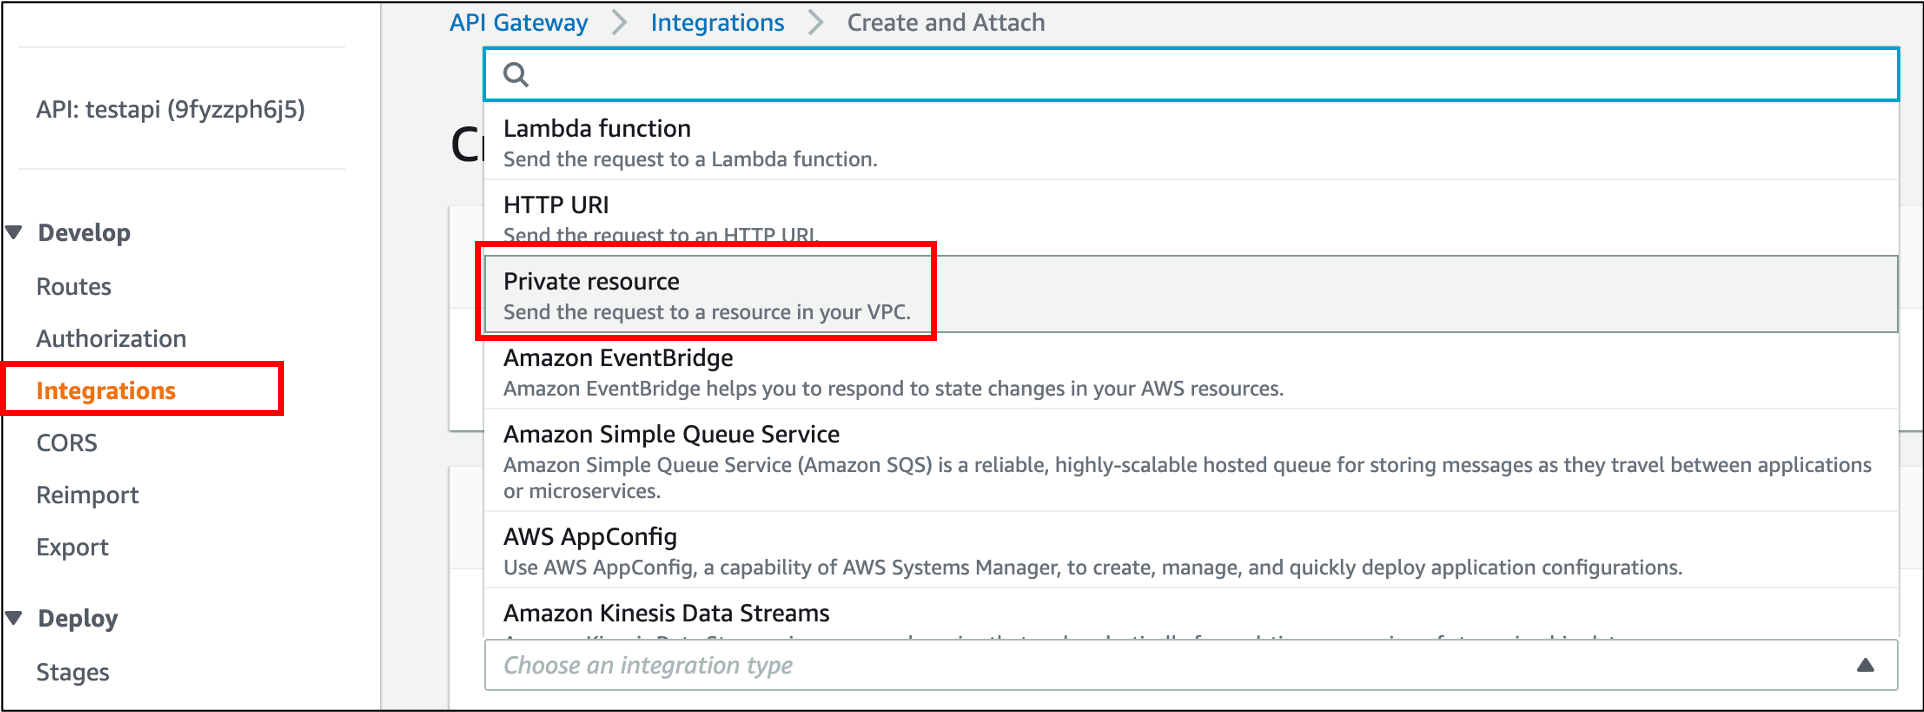 API Gateway > Integrations > Create and Attach
API: testapi (9fyzzph6j5)
Develop
Routes
Authorization
Integrations
CORS
Reimport
Export
Deploy
Stages
Lambda function
Send the request to a Lambda function.
HTTP URI
Send the request to an HTTP URI.
Private resource
Send the request to a resource in your VPC.
Amazon EventBridge
Amazon EventBridge helps you to respond to state changes in your AWS resources.
Amazon Simple Queue Service
Amazon Simple Queue Service (Amazon SQS) is a reliable, highly-scalable hosted queue for storing messages as they travel between applications
or microservices.
AWS AppConfig
Use AWS AppConfig, a capability of AWS Systems Manager, to create, manage, and quickly deploy application configurations.
Amazon Kinesis Data Streams
Choose an integration type